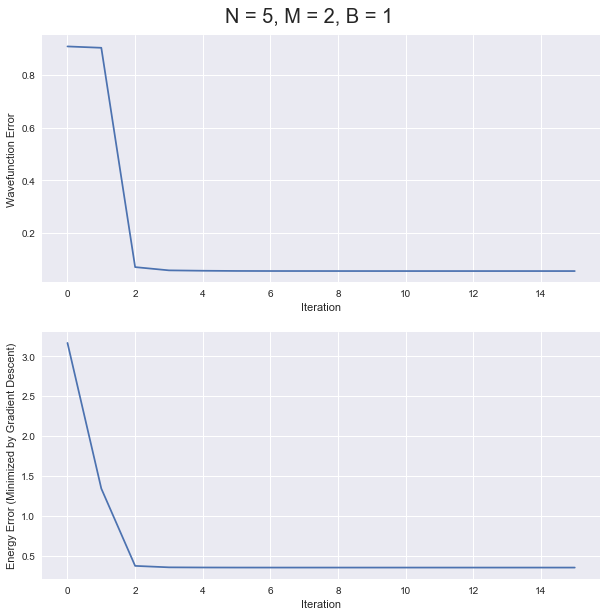 N = 5, M = 2, B = 1
Wavefunction Error
0.8
0.6
0.4
0.2
0 2 4 6 8 10 12 14
Iteration
Energy Error (Minimized by Gradient Descent)
3.0
2.5
2.0
1.5
1.0
0.5
0 2 4 6 8 10 12 14
Iteration